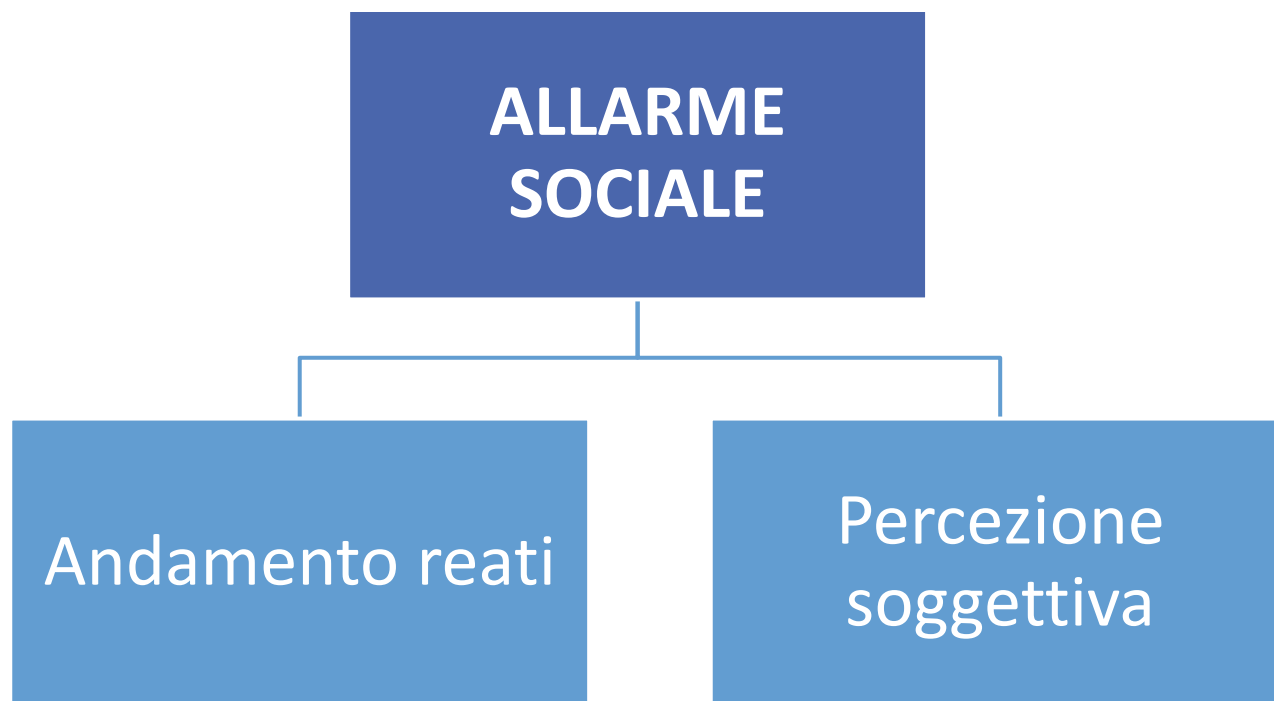 ALLARME
SOCIALE
Andamento reati
Percezione
soggettiva